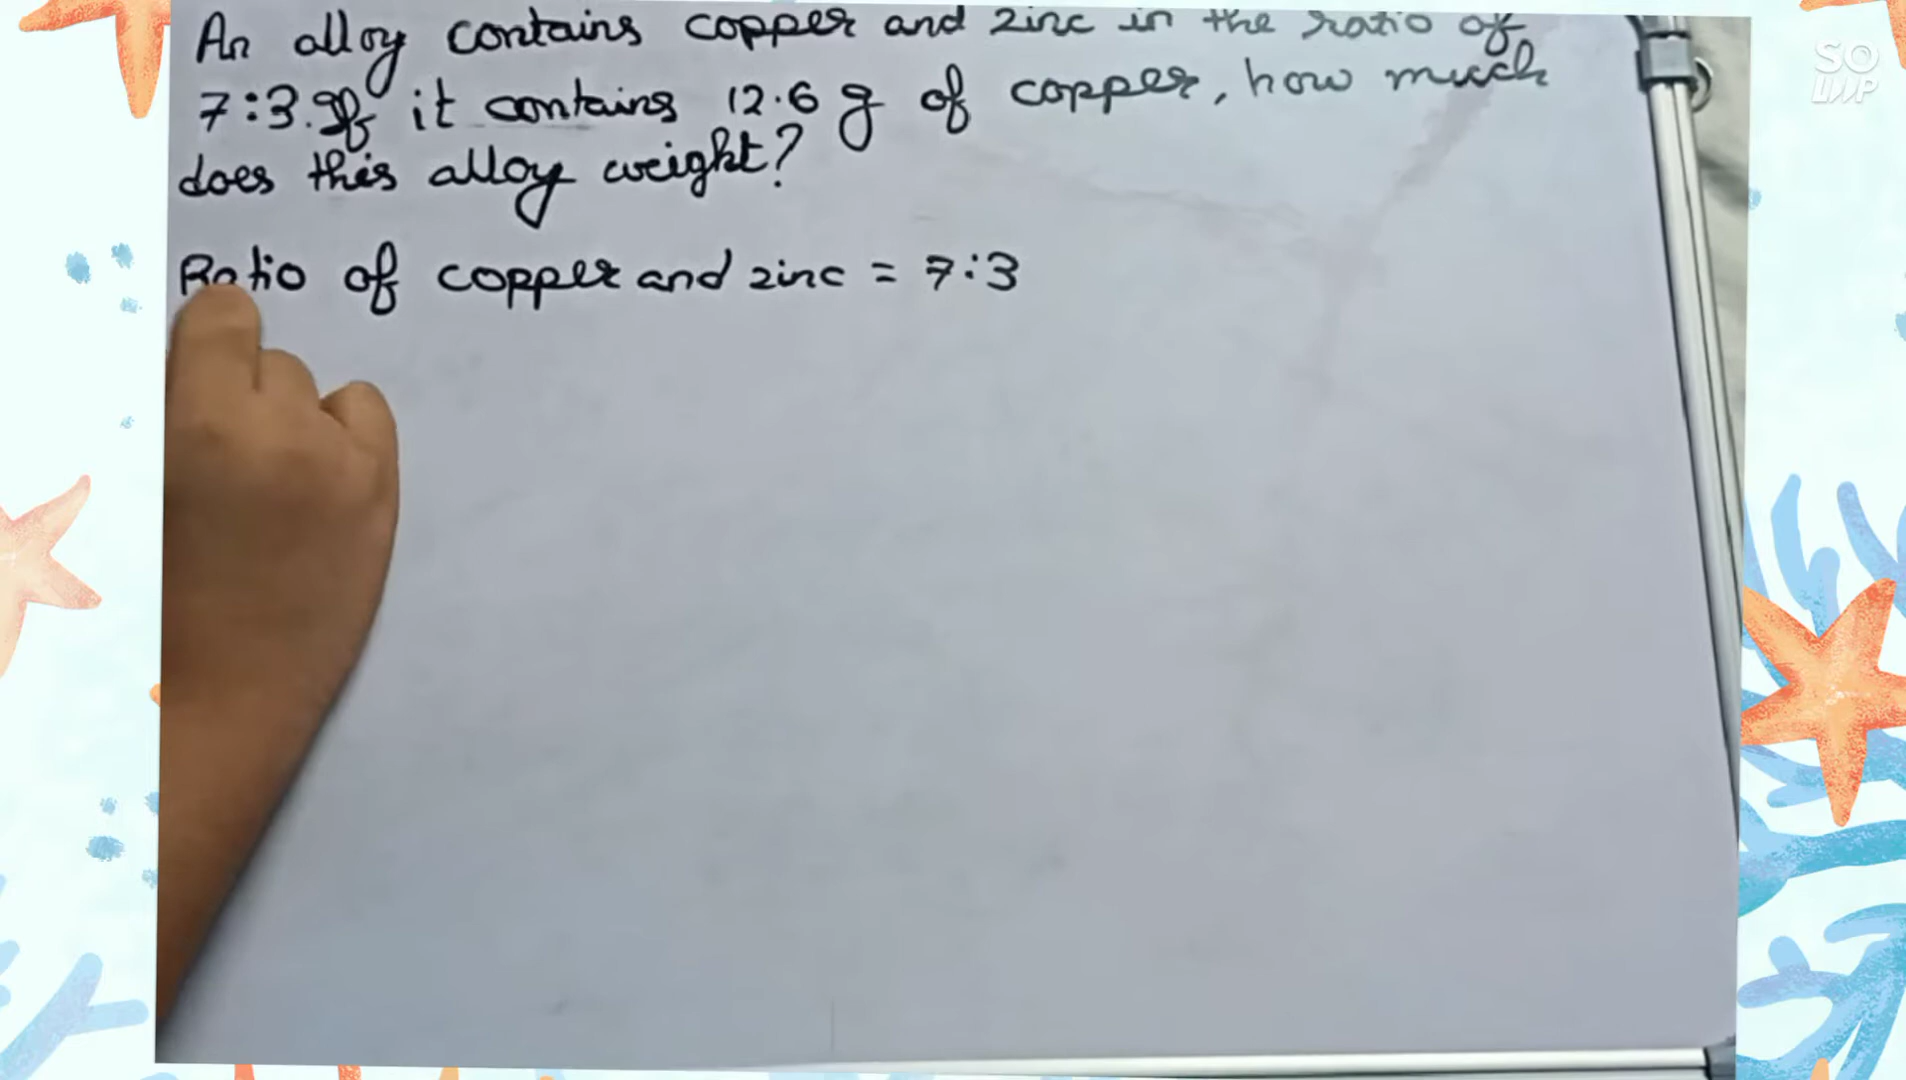 An alloy contains copper and zinc in the ratio of
7:3. If it contains 12.6 g of copper, how much
does this alloy weight?
Ratio of copper and zinc = 7:3
SO